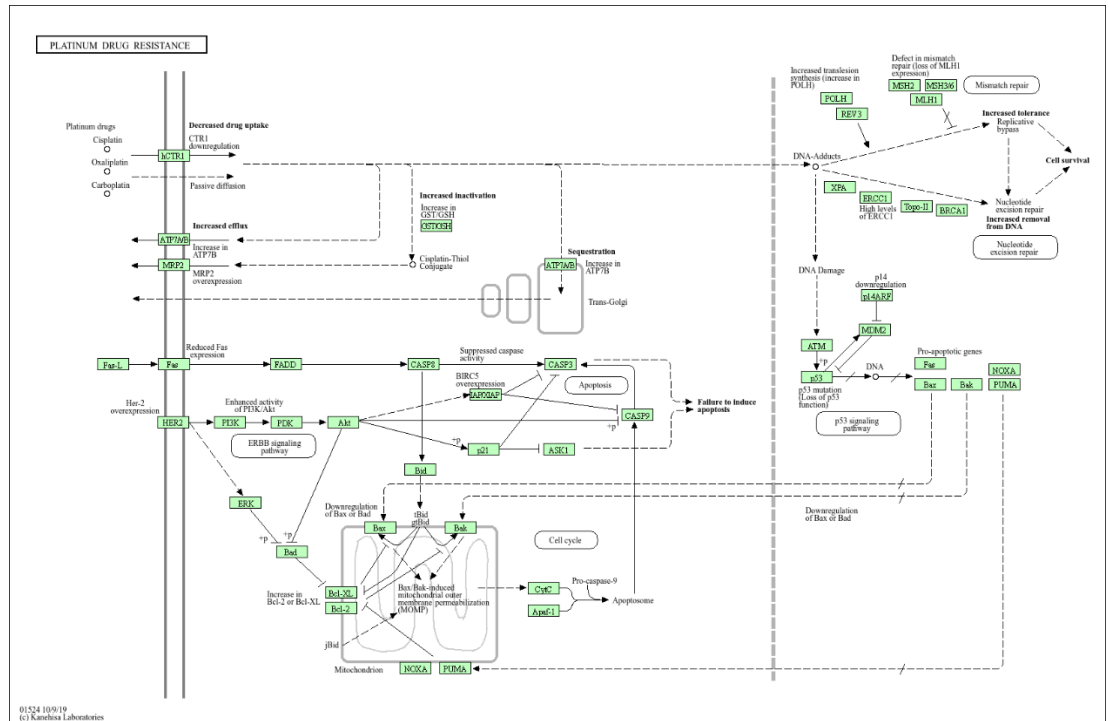 PLATINUM DRUG RESISTANCE
Platinum drugs
Cisplatin
Oxaliplatin
Carboplatin
Decreased drug uptake
CTR1
downregulation
hCTR1
Passive diffusion
Increased efflux
ATP7A/B
Increase in
ATP7B
MRP2
MRP2
overexpression
Increased inactivation
Increase in
GST/GSH
Cisplatin-Thiol
Conjugate
Sequestration
ATP7A/B
Increase in
ATP7B
Trans-Golgi
Increased translesion
synthesis (increase in
POLH)
POLH
REV3
Defect in mismatch
repair (loss of MLH1
expression)
MSH2
MSH3/6
MLH1
Mismatch repair
Increased tolerance
Replicative
bypass
Cell survival
DNA-Adducts
XPA
ERCC1
High levels
of ERCC1
Topo-II
BRCA1
Nucleotide
excision repair
Increased removal
from DNA
Nucleotide
excision repair
DNA Damage
p14
downregulation
p14ARF
MDM2
ATM
+p
p53
p53 mutation
(Loss of p53
function)
DNA
Pro-apoptotic genes
Fas
Bax
Bak
NOXA
PUMA
p53 signaling
pathway
Fas-L
Fas
Reduced Fas
expression
FADD
CASP8
Suppressed caspase
activity
CASP3
BIRC5
overexpression
IAP/XIAP
Apoptosis
CASP9
+p
Failure to induce
apoptosis
Her-2
overexpression
HER2
Enhanced activity
of PI3K/Akt
PI3K
PDK
Akt
ERBB signaling
pathway
+p
p21
ASK1
Bid
ERK
+p
+p
Bad
Downregulation
of Bax or Bad
tBid
Bax
Bak
Cell cycle
Downregulation
of Bax or Bad
Increase in
Bcl-2 or Bcl-XL
Bcl-XL
Bcl-2
Bax/Bak-induced
mitochondrial outer
membrane permeabilization
(MOMP)
jBid
CytC
Apaf-1
Pro-caspase-9
Apoptosome
Mitochondrion
NOXA
PUMA
01524 10/9/19
(c) Kanehisa Laboratories